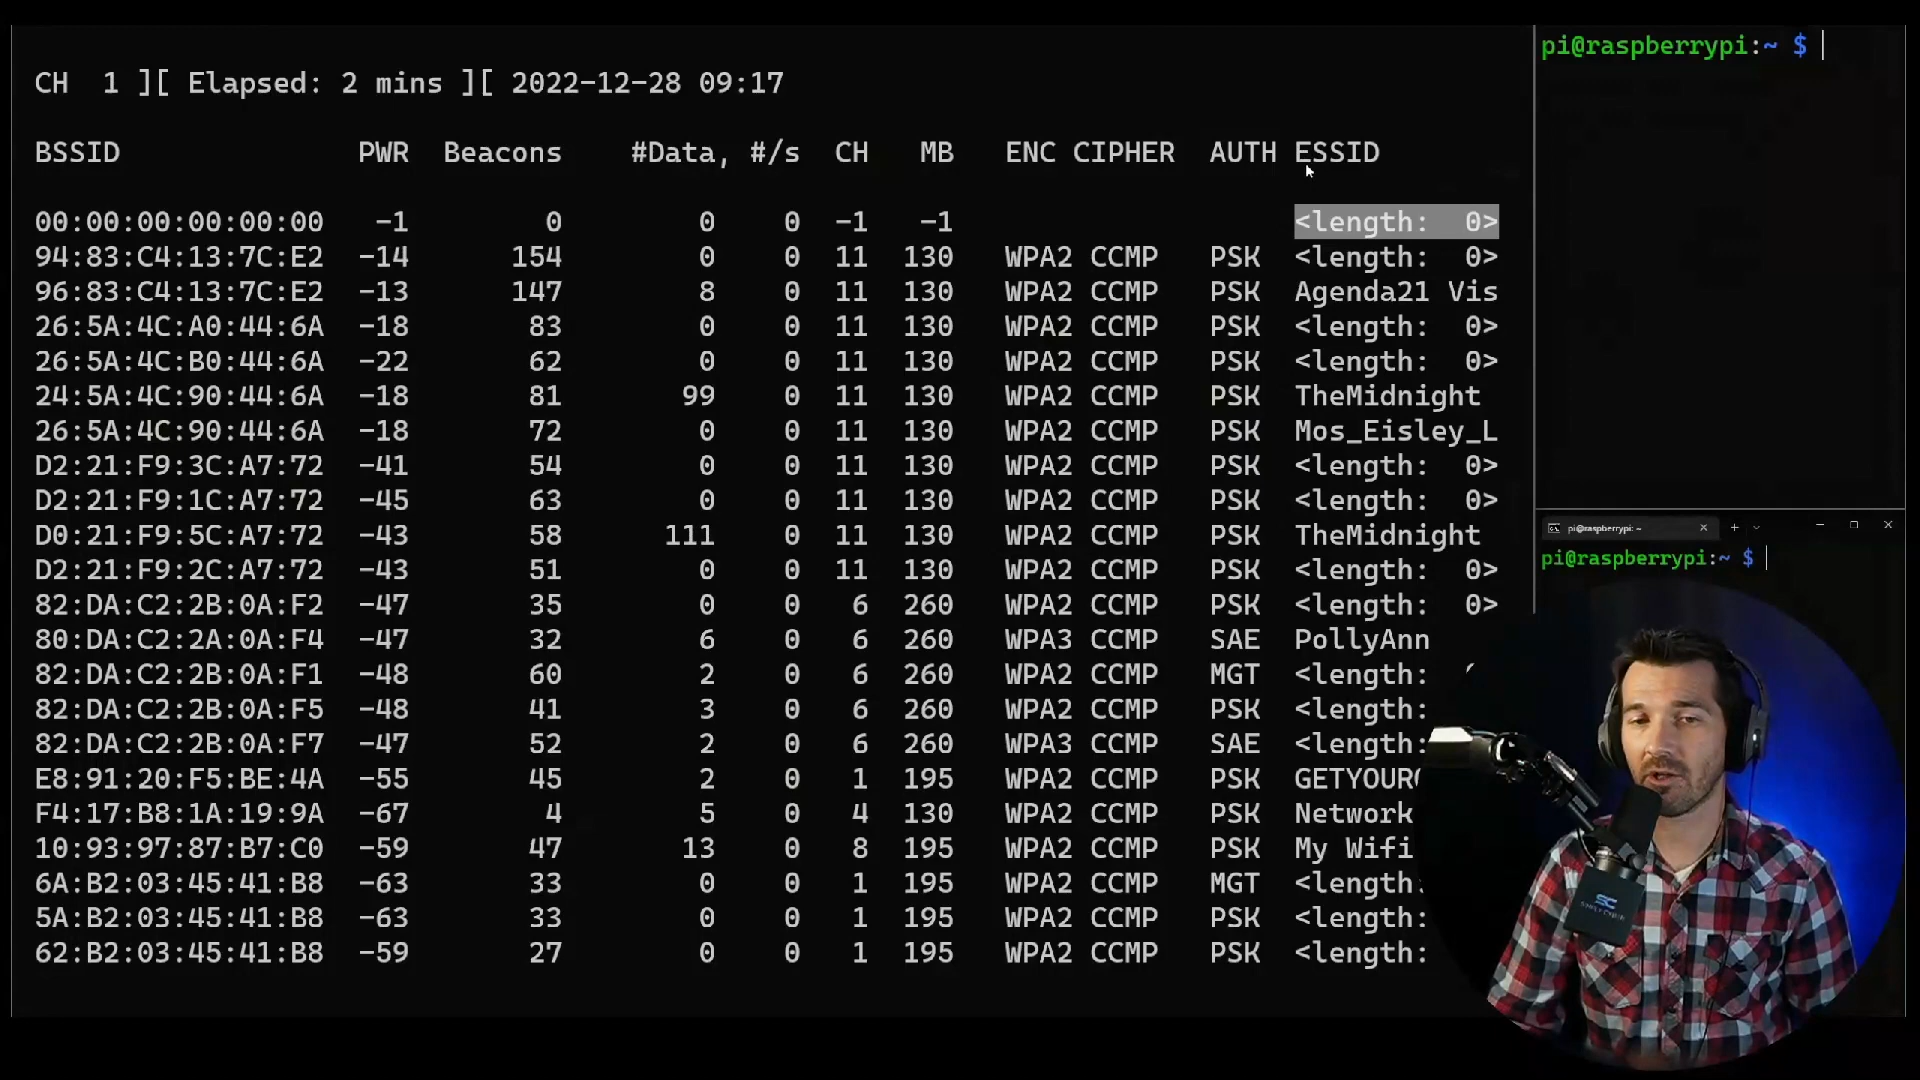 CH  1 ][ Elapsed: 2 mins ][ 2022-12-28 09:17
BSSID PWR Beacons #Data, #/s CH MB ENC CIPHER AUTH ESSID
00:00:00:00:00:00 -1 0 0 0 -1 -1 <length:  0>
94:83:C4:13:7C:E2 -14 154 0 0 11 130 WPA2 CCMP PSK <length:  0>
96:83:C4:13:7C:E2 -13 147 8 0 11 130 WPA2 CCMP PSK Agenda21 Vis
26:5A:4C:A0:44:6A -18 83 0 0 11 130 WPA2 CCMP PSK <length:  0>
26:5A:4C:B0:44:6A -22 62 0 0 11 130 WPA2 CCMP PSK <length:  0>
24:5A:4C:90:44:6A -18 81 99 0 11 130 WPA2 CCMP PSK TheMidnight
26:5A:4C:90:44:6A -18 72 0 0 11 130 WPA2 CCMP PSK Mos_Eisley_L
D2:21:F9:3C:A7:72 -41 54 0 0 11 130 WPA2 CCMP PSK <length:  0>
D2:21:F9:1C:A7:72 -45 63 0 0 11 130 WPA2 CCMP PSK <length:  0>
D0:21:F9:5C:A7:72 -43 58 111 0 11 130 WPA2 CCMP PSK TheMidnight
D2:21:F9:2C:A7:72 -43 51 0 0 11 130 WPA2 CCMP PSK <length:  0>
82:DA:C2:2B:0A:F2 -47 35 0 0 6 260 WPA2 CCMP PSK <length:  0>
80:DA:C2:2A:0A:F4 -47 32 6 0 6 260 WPA3 CCMP SAE PollyAnn
82:DA:C2:2B:0A:F1 -48 60 2 0 6 260 WPA2 CCMP MGT <length:
82:DA:C2:2B:0A:F5 -48 41 3 0 6 260 WPA2 CCMP PSK <length:
82:DA:C2:2B:0A:F7 -47 52 2 0 6 260 WPA3 CCMP SAE <length:
E8:91:20:F5:BE:4A -55 45 2 0 1 195 WPA2 CCMP PSK
F4:17:B8:1A:19:9A -67 4 5 0 4 130 WPA2 CCMP PSK Network
10:93:97:87:B7:C0 -59 47 13 0 8 195 WPA2 CCMP PSK My Wifi
6A:B2:03:45:41:B8 -63 33 0 0 1 195 WPA2 CCMP MGT <length:
5A:B2:03:45:41:B8 -63 33 0 0 1 195 WPA2 CCMP PSK <length:
62:B2:03:45:41:B8 -59 27 0 0 1 195 WPA2 CCMP PSK <length:
pi@raspberrypi:~ $
pi@raspberrypi: ~
pi@raspberrypi:~ $